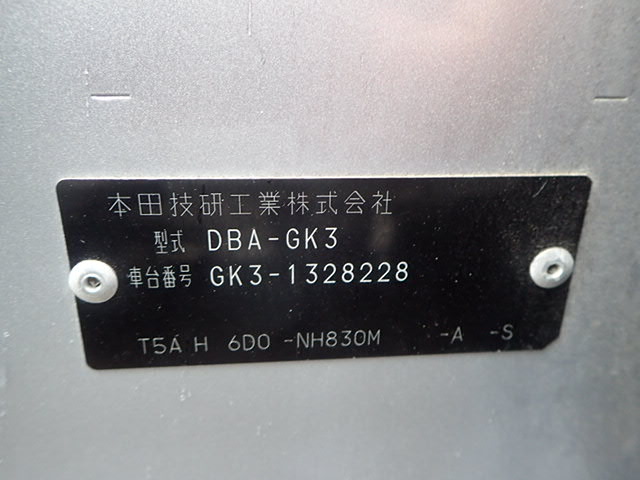 本田技研工業株式会社
型式 DBA-GK3
車台番号 GK3-1328228
T5A H 6D0 -NH830M -A -S